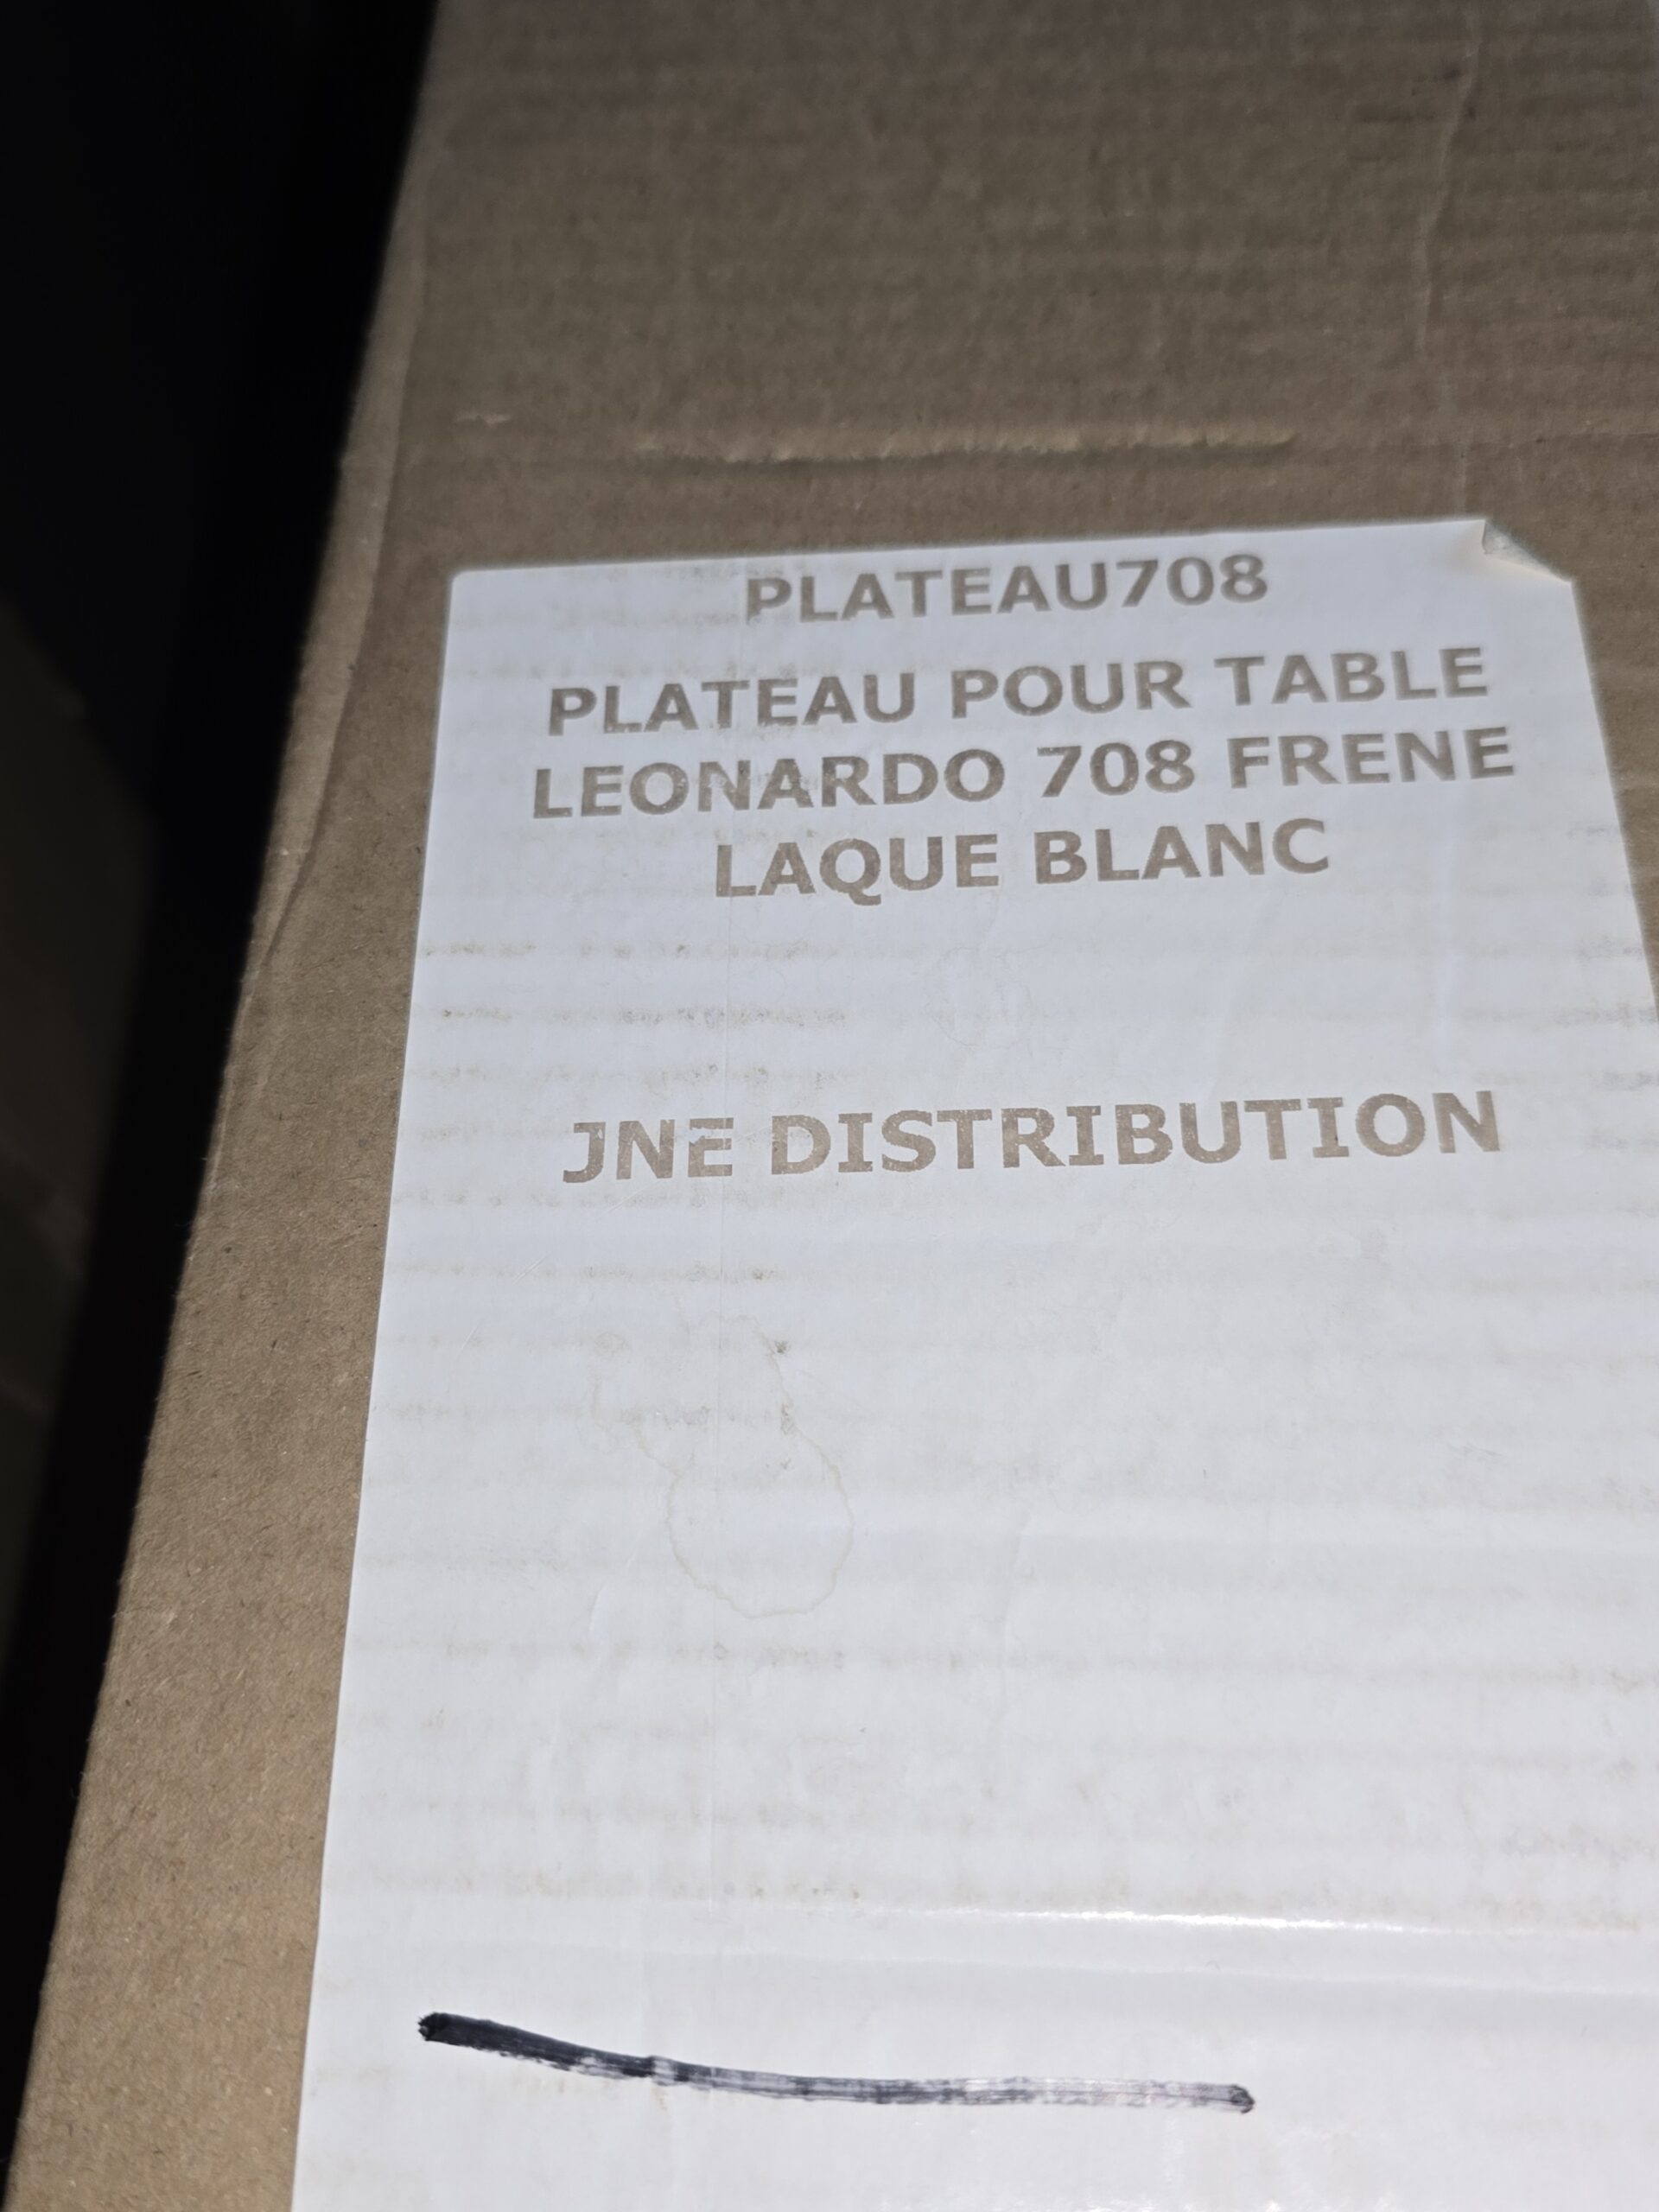 PLATEAU708
PLATEAU POUR TABLE
LEONARDO 708 FRENE
LAQUE BLANC
JNE DISTRIBUTION